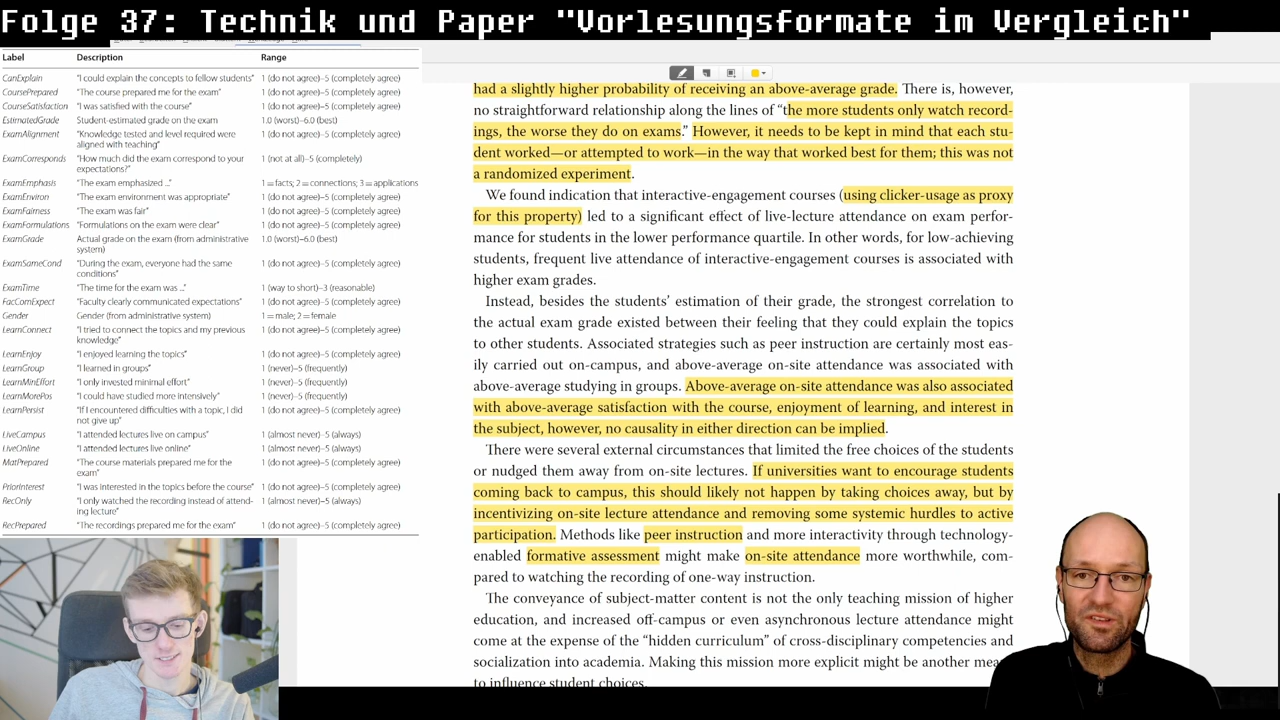 Folge 37: Technik und Paper "Vorlesungsformate im Vergleich"
Label Description Range
CanExplain "I could explain the concepts to fellow students" 1 (do not agree)–5 (completely agree)
CoursePrepared "The course prepared me for the exam" 1 (do not agree)–5 (completely agree)
CourseSatisfaction "I was satisfied with the course" 1 (do not agree)–5 (completely agree)
EstimatedGrade Student-estimated grade on the exam 1.0 (worst)–6.0 (best)
ExamAlignment "Knowledge tested and level required were 1 (do not agree)–5 (completely agree)
aligned with teaching"
ExamCorresponds "How much did the exam correspond to your 1 (not at all)–5 (completely)
expectations?"
ExamEmphasis "The exam emphasized ..." 1 = facts; 2 = connections; 3 = applications
ExamEnviron "The exam environment was appropriate" 1 (do not agree)–5 (completely agree)
ExamFairness "The exam was fair" 1 (do not agree)–5 (completely agree)
ExamFormulations "Formulations on the exam were clear" 1 (do not agree)–5 (completely agree)
ExamGrade Actual grade on the exam (from administrative 1.0 (worst)–6.0 (best)
system)
ExamSameCond "During the exam, everyone had the same 1 (do not agree)–5 (completely agree)
conditions"
ExamTime "The time for the exam was ..." 1 (way to short)–3 (reasonable)
FacComExpect "Faculty clearly communicated expectations" 1 (do not agree)–5 (completely agree)
Gender Gender (from administrative system) 1 = male; 2 = female
LearnConnect "I tried to connect the topics and my previous 1 (do not agree)–5 (completely agree)
knowledge"
LearnEnjoy "I enjoyed learning the topics" 1 (do not agree)–5 (completely agree)
LearnGroup "I learned in groups" 1 (never)–5 (frequently)
LearnMinEffort "I only invested minimal effort" 1 (never)–5 (frequently)
LearnMorePos "I could have studied more intensively" 1 (never)–5 (frequently)
LearnPersist "If I encountered difficulties with a topic, I did 1 (do not agree)–5 (completely agree)
not give up"
LiveCampus "I attended lectures live on campus" 1 (almost never)–5 (always)
LiveOnline "I attended lectures live online" 1 (almost never)–5 (always)
MatPrepared "The course materials prepared me for the 1 (do not agree)–5 (completely agree)
exam"
PriorInterest "I was interested in the topics before the course" 1 (do not agree)–5 (completely agree)
RecOnly "I only watched the recording instead of attend- 1 (almost never)–5 (always)
ing lecture"
RecPrepared "The recordings prepared me for the exam" 1 (do not agree)–5 (completely agree)
had a slightly higher probability of receiving an above-average grade. There is, however,
no straightforward relationship along the lines of “the more students only watch record-
ings, the worse they do on exams.” However, it needs to be kept in mind that each stu-
dent worked—or attempted to work—in the way that worked best for them; this was not
a randomized experiment.
We found indication that interactive-engagement courses (using clicker-usage as proxy
for this property) led to a significant effect of live-lecture attendance on exam perfor-
mance for students in the lower performance quartile. In other words, for low-achieving
students, frequent live attendance of interactive-engagement courses is associated with
higher exam grades.
Instead, besides the students’ estimation of their grade, the strongest correlation to
the actual exam grade existed between their feeling that they could explain the topics
to other students. Associated strategies such as peer instruction are certainly most eas-
ily carried out on-campus, and above-average on-site attendance was associated with
above-average studying in groups. Above-average on-site attendance was also associated
with above-average satisfaction with the course, enjoyment of learning, and interest in
the subject, however, no causality in either direction can be implied.
There were several external circumstances that limited the free choices of the students
or nudged them away from on-site lectures. If universities want to encourage students
coming back to campus, this should likely not happen by taking choices away, but by
incentivizing on-site lecture attendance and removing some systemic hurdles to active
participation. Methods like peer instruction and more interactivity through technology-
enabled formative assessment might make on-site attendance more worthwhile, com-
pared to watching the recording of one-way instruction.
The conveyance of subject-matter content is not the only teaching mission of higher
education, and increased off-campus or even asynchronous lecture attendance might
come at the expense of the “hidden curriculum” of cross-disciplinary competencies and
socialization into academia. Making this mission more explicit might be another
to influence student choices.